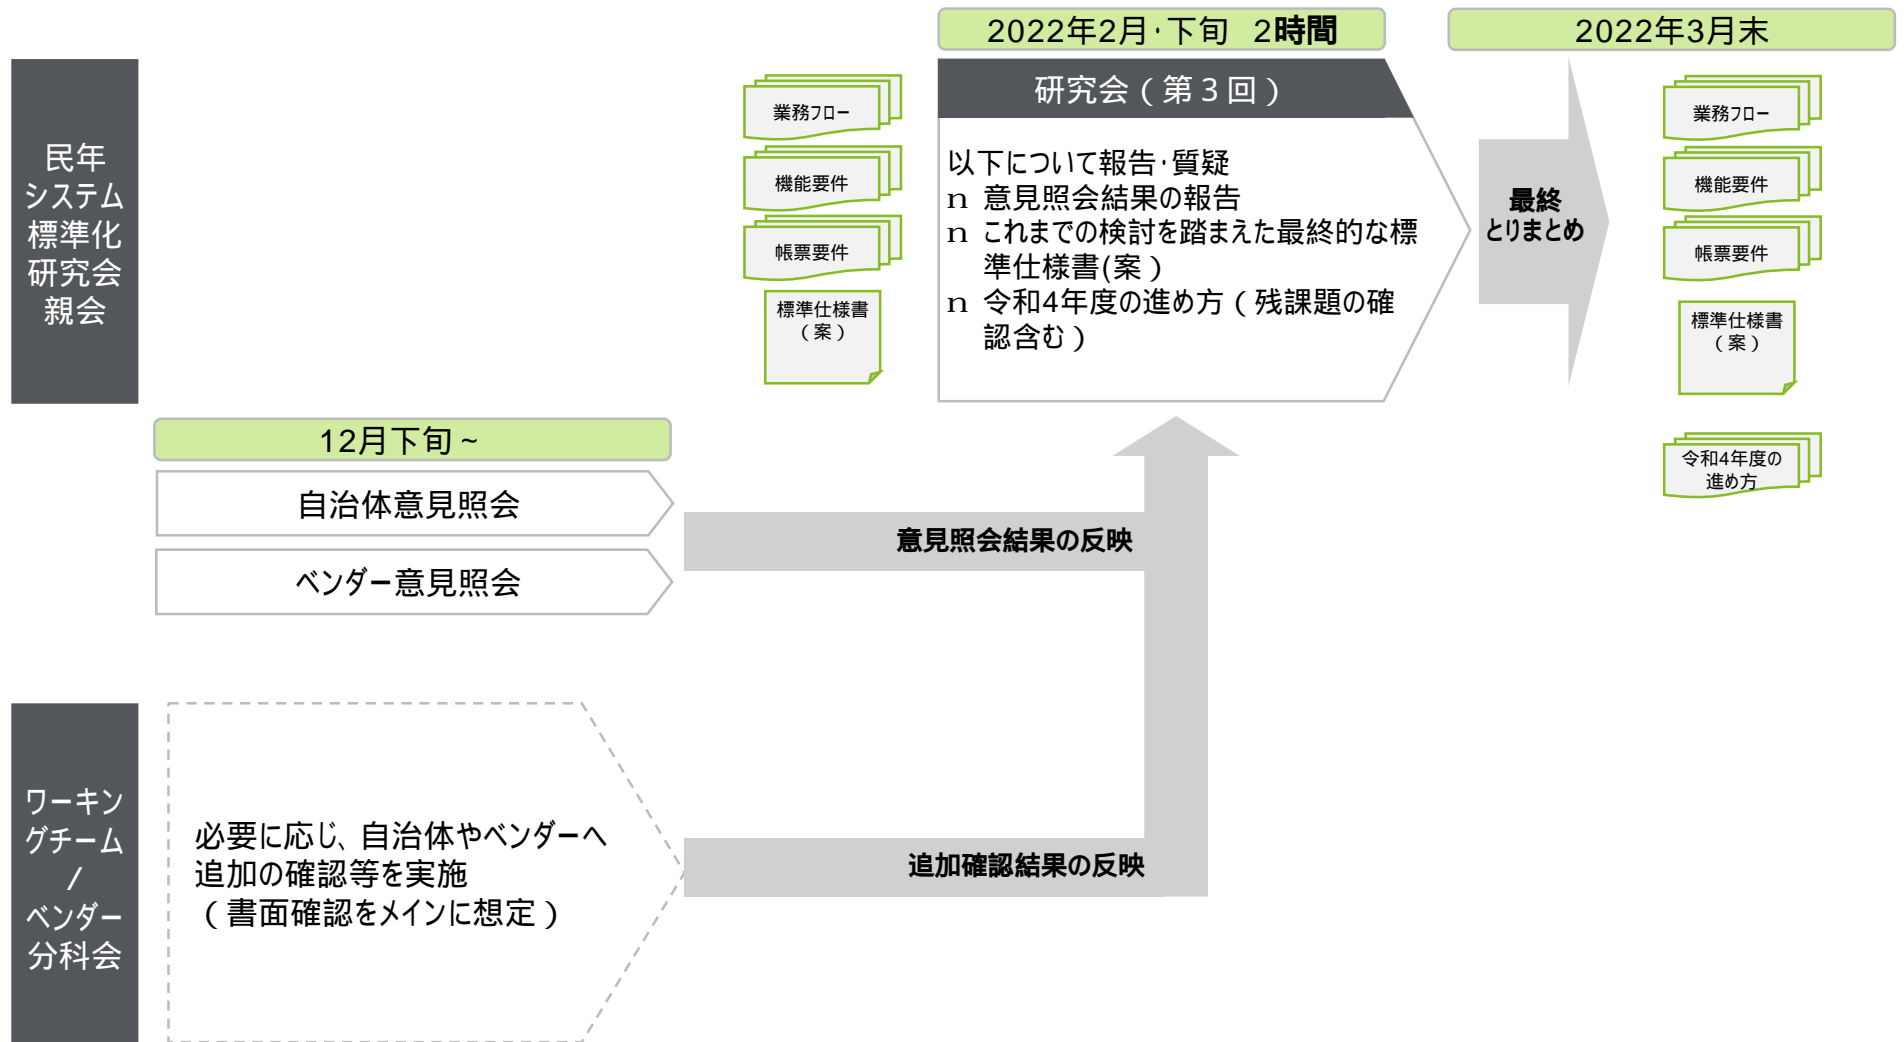 2022年2月･下旬 2時間
2022年3月末
民年
システム
標準化
研究会
親会
業務フロー
機能要件
帳票要件
標準仕様書
（案）
研究会（第３回）
以下について報告･質疑
n 意見照会結果の報告
n これまでの検討を踏まえた最終的な標
準仕様書(案）
n 令和4年度の進め方（残課題の確
認含む）
最終
とりまとめ
業務フロー
機能要件
帳票要件
標準仕様書
（案）
令和4年度の
進め方
12月下旬~
自治体意見照会
ベンダー意見照会
意見照会結果の反映
ワーキン
グチーム
/
ベンダー
分科会
必要に応じ、自治体やベンダーへ
追加の確認等を実施
（書面確認をメインに想定）
追加確認結果の反映